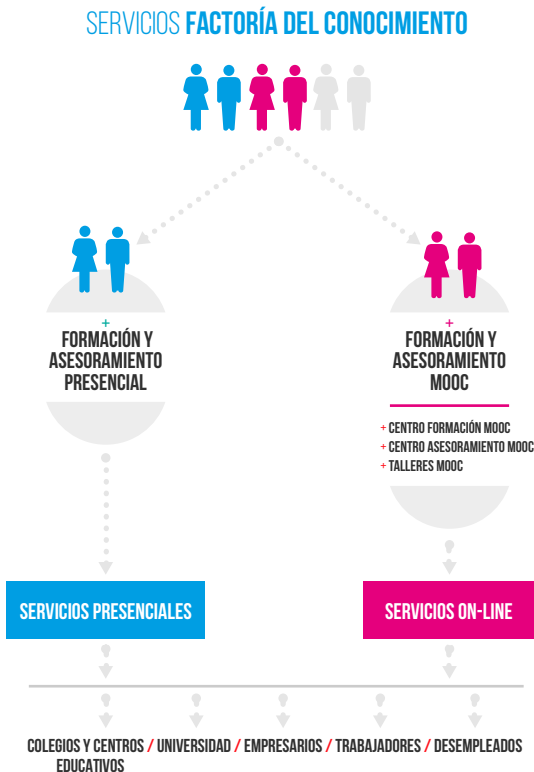 SERVICIOS FACTORÍA DEL CONOCIMIENTO
+
FORMACIÓN Y
ASESORAMIENTO
PRESENCIAL
+
FORMACIÓN Y
ASESORAMIENTO
MOOC
+ CENTRO FORMACIÓN MOOC
+ CENTRO ASESORAMIENTO MOOC
+ TALLERES MOOC
SERVICIOS PRESENCIALES
SERVICIOS ON-LINE
COLEGIOS Y CENTROS / UNIVERSIDAD / EMPRESARIOS / TRABAJADORES / DESEMPLEADOS
EDUCATIVOS